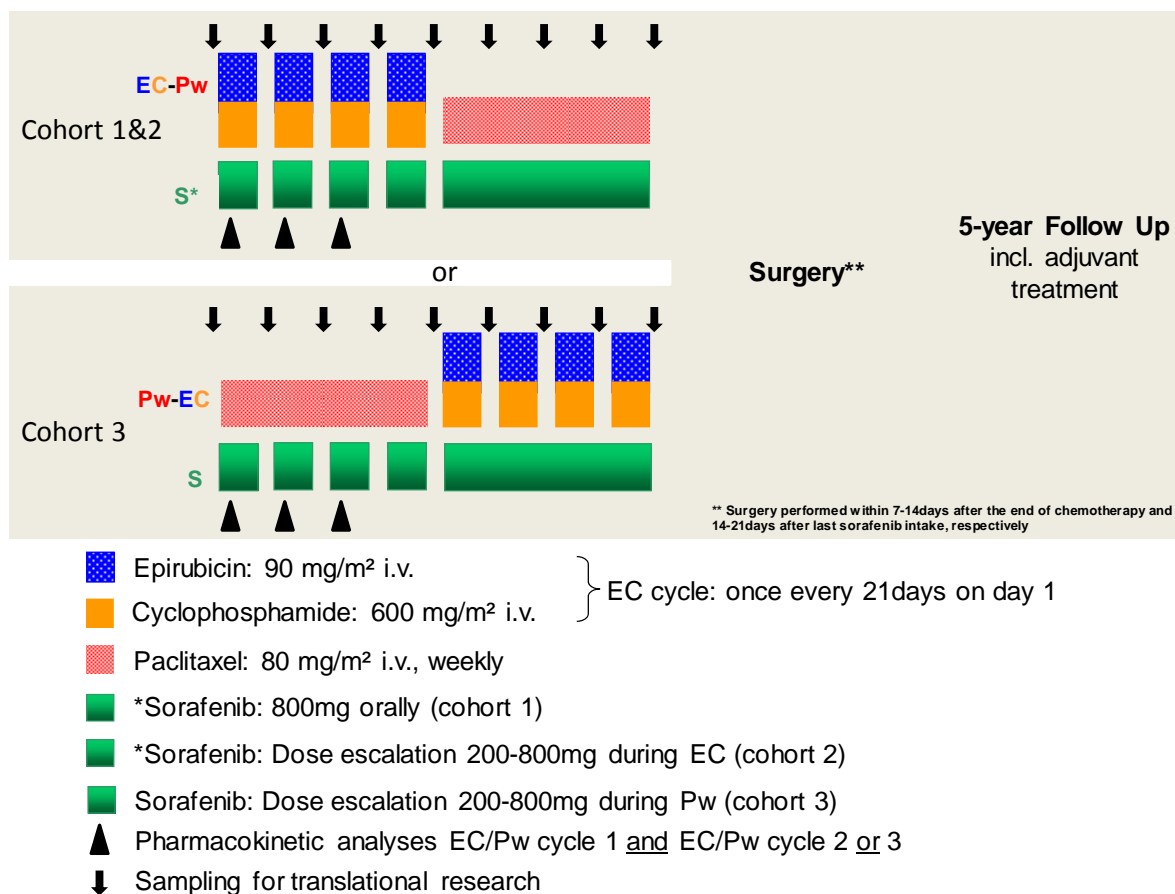 EC-Pw
Cohort 1&2
S*
or
Surgery**
5-year Follow Up
incl. adjuvant
treatment
Pw-EC
Cohort 3
S
** Surgery performed within 7-14days after the end of chemotherapy and
14-21days after last sorafenib intake, respectively
Epirubicin: 90 mg/m² i.v.
Cyclophosphamide: 600 mg/m² i.v.
EC cycle: once every 21days on day 1
Paclitaxel: 80 mg/m² i.v., weekly
*Sorafenib: 800mg orally (cohort 1)
*Sorafenib: Dose escalation 200-800mg during EC (cohort 2)
Sorafenib: Dose escalation 200-800mg during Pw (cohort 3)
Pharmacokinetic analyses EC/Pw cycle 1 and EC/Pw cycle 2 or 3
Sampling for translational research